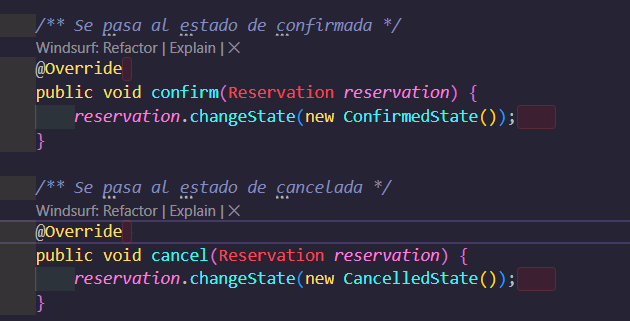 /** Se pasa al estado de confirmada */
Windsurf: Refactor | Explain | ×
@Override
public void confirm(Reservation reservation) {
reservation.changeState(new ConfirmedState());
}
/** Se pasa al estado de cancelada */
Windsurf: Refactor | Explain | ×
@Override
public void cancel(Reservation reservation) {
reservation.changeState(new CancelledState());
}